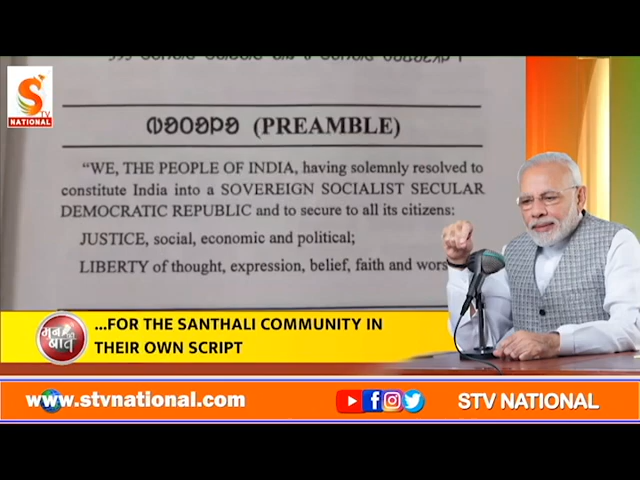 S
TV
NATIONAL
(PREAMBLE)
“WE, THE PEOPLE OF INDIA, having solemnly resolved to
constitute India into a SOVEREIGN SOCIALIST SECULAR
DEMOCRATIC REPUBLIC and to secure to all its citizens:
JUSTICE, social, economic and political;
LIBERTY of thought, expression, belief, faith and
मन की
बात
...FOR THE SANTHALI COMMUNITY IN
THEIR OWN SCRIPT
www.stvnational.com
STV NATIONAL